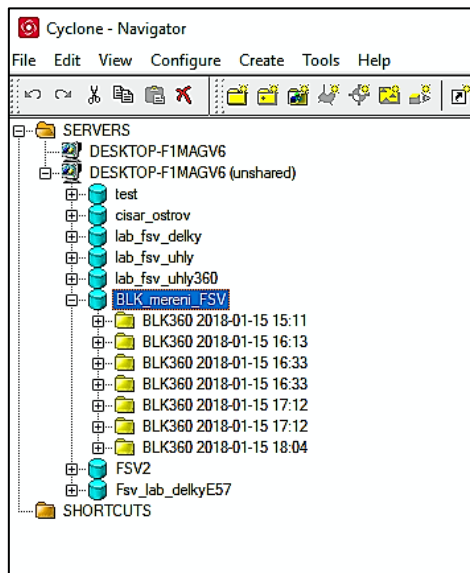 Cyclone - Navigator
File Edit View Configure Create Tools Help
SERVERS
DESKTOP-F1MAGV6
DESKTOP-F1MAGV6 (unshared)
test
cisar_ostrov
lab_fsv_delky
lab_fsv_uhly
lab_fsv_uhly360
BLK_mereni_FSV
BLK360 2018-01-15 15:11
BLK360 2018-01-15 16:13
BLK360 2018-01-15 16:33
BLK360 2018-01-15 16:33
BLK360 2018-01-15 17:12
BLK360 2018-01-15 17:12
BLK360 2018-01-15 18:04
FSV2
Fsv_lab_delkyE57
SHORTCUTS